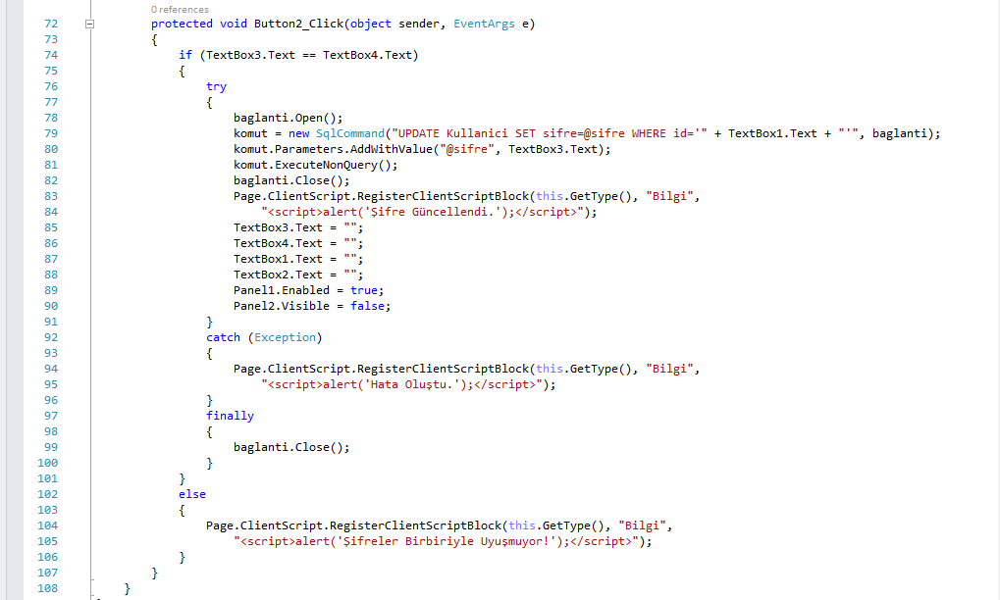 0 references
72 protected void Button2_Click(object sender, EventArgs e)
73 {
74 if (TextBox3.Text == TextBox4.Text)
75 {
76 try
77 {
78 baglanti.Open();
79 komut = new SqlCommand("UPDATE Kullanici SET sifre=@sifre WHERE id='" + TextBox1.Text + "'", baglanti);
80 komut.Parameters.AddWithValue("@sifre", TextBox3.Text);
81 komut.ExecuteNonQuery();
82 baglanti.Close();
83 Page.ClientScript.RegisterClientScriptBlock(this.GetType(), "Bilgi",
84 "<script>alert('Şifre Güncellendi.');</script>");
85 TextBox3.Text = "";
86 TextBox4.Text = "";
87 TextBox1.Text = "";
88 TextBox2.Text = "";
89 Panel1.Enabled = true;
90 Panel2.Visible = false;
91 }
92 catch (Exception)
93 {
94 Page.ClientScript.RegisterClientScriptBlock(this.GetType(), "Bilgi",
95 "<script>alert('Hata Oluştu.');</script>");
96 }
97 finally
98 {
99 baglanti.Close();
100 }
101 }
102 else
103 {
104 Page.ClientScript.RegisterClientScriptBlock(this.GetType(), "Bilgi",
105 "<script>alert('Şifreler Birbiriyle Uyuşmuyor!');</script>");
106 }
107 }
108 }